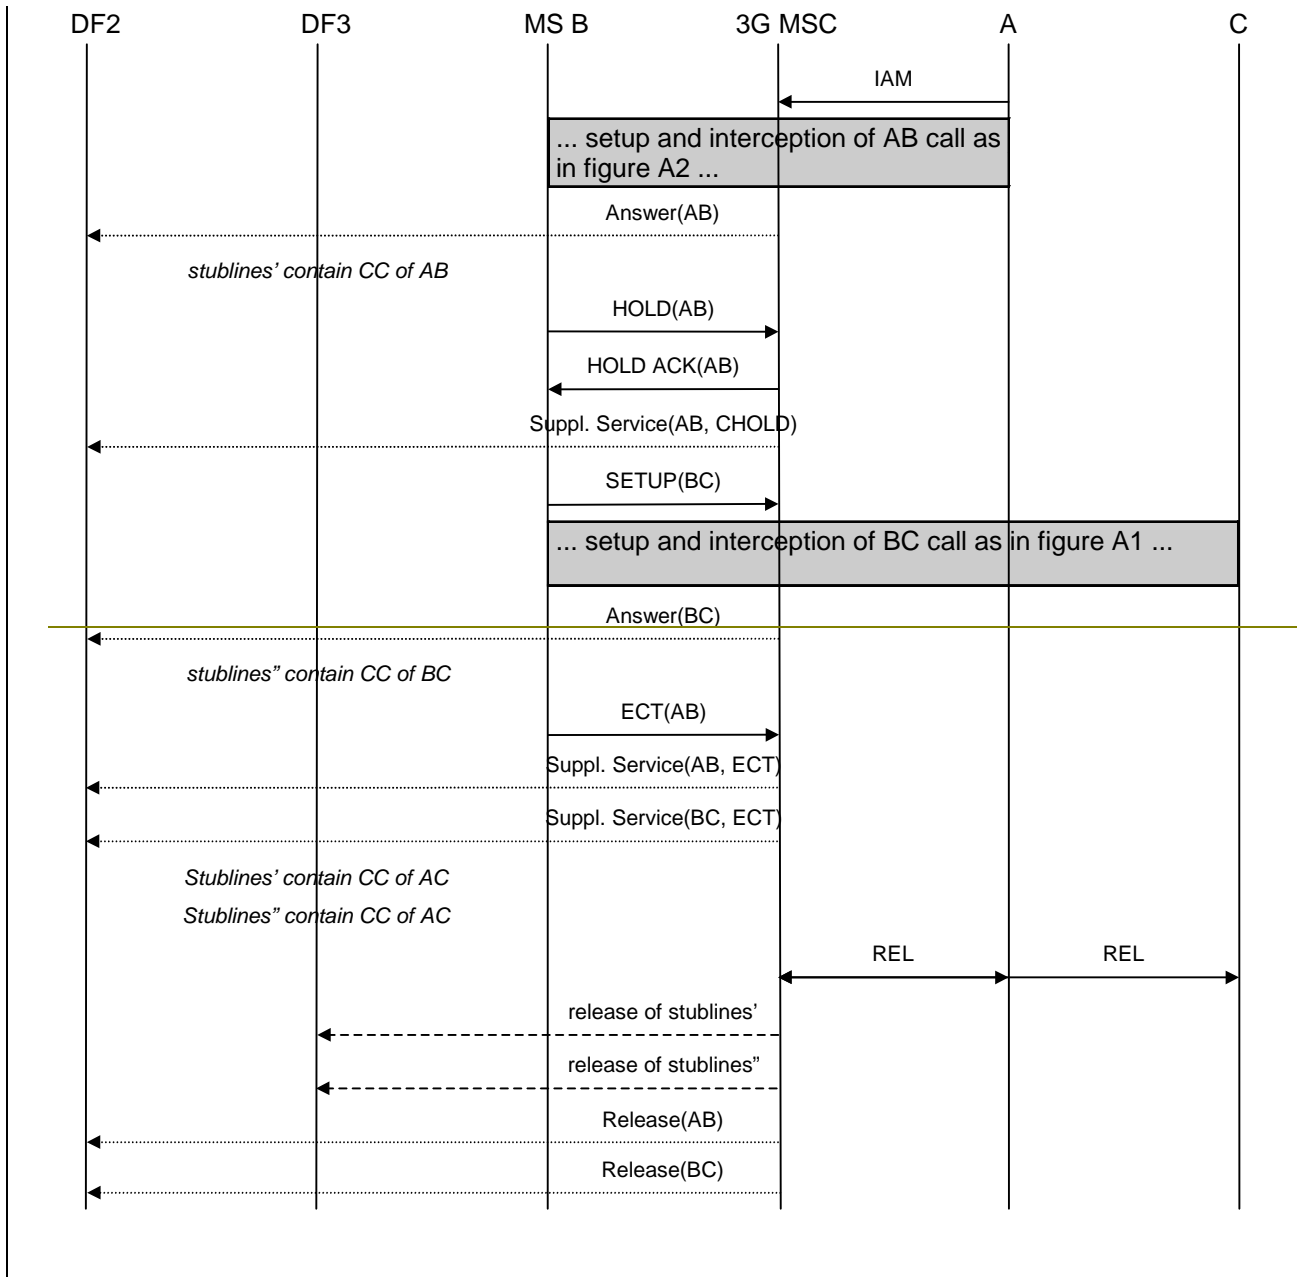 DF2 DF3 MS B 3G MSC A C
IAM
... setup and interception of AB call as
in figure A2 ...
Answer(AB)
stublines’ contain CC of AB
HOLD(AB)
HOLD ACK(AB)
Suppl. Service(AB, CHOLD)
SETUP(BC)
... setup and interception of BC call as in figure A1 ...
Answer(BC)
stublines” contain CC of BC
ECT(AB)
Suppl. Service(AB, ECT)
Suppl. Service(BC, ECT)
Stublines’ contain CC of AC
Stublines” contain CC of AC
REL REL
release of stublines’
release of stublines”
Release(AB)
Release(BC)